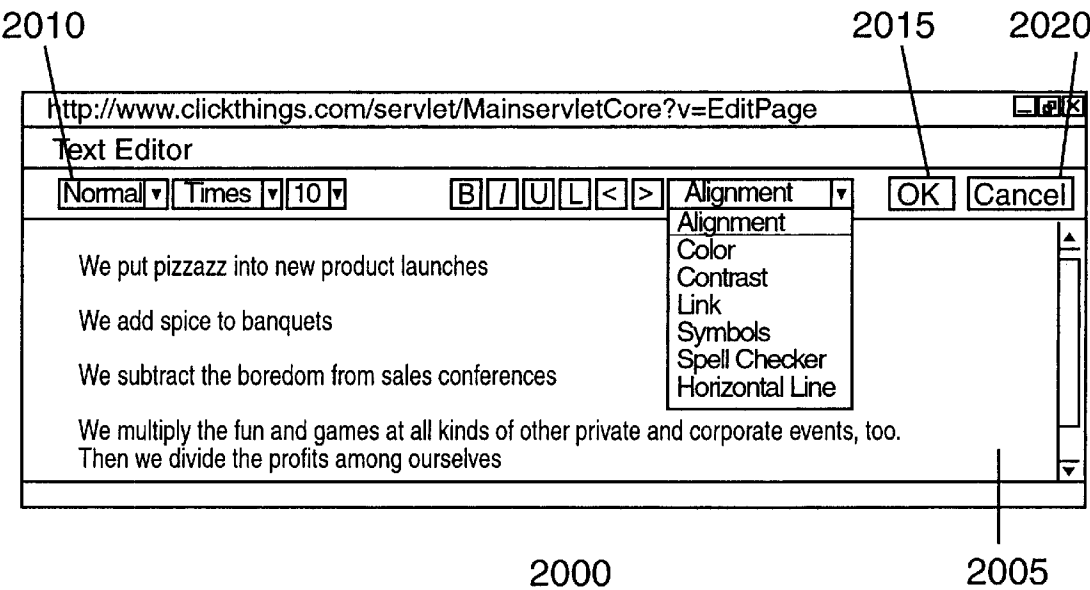 2010 2015 2020
http://www.clickthings.com/servlet/MainservletCore?v=EditPage
Text Editor
Normal Times 10 B I U L < > Alignment OK Cancel
Alignment
Color
Contrast
Link
Symbols
Spell Checker
Horizontal Line
We put pizzazz into new product launches
We add spice to banquets
We subtract the boredom from sales conferences
We multiply the fun and games at all kinds of other private and corporate events, too.
Then we divide the profits among ourselves
2000 2005